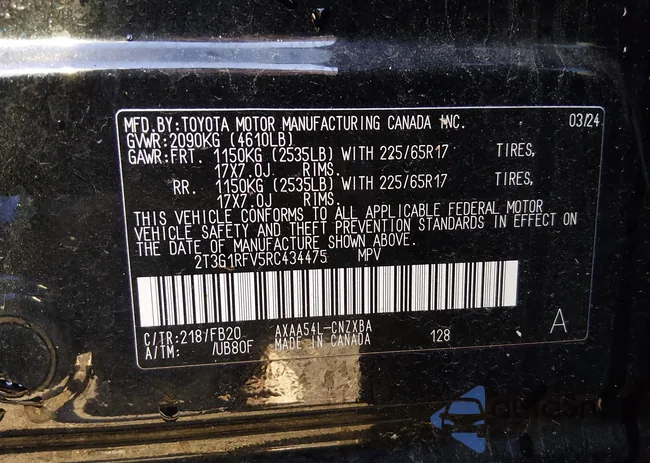 MFD.BY:TOYOTA MOTOR MANUFACTURING CANADA INC. 03/24
GVWR:2090KG (4610LB)
GAWR:FRT. 1150KG (2535LB) WITH 225/65R17 TIRES,
17X7.0J RIMS.
RR. 1150KG (2535LB) WITH 225/65R17 TIRES,
17X7.0J RIMS.
THIS VEHICLE CONFORMS TO ALL APPLICABLE FEDERAL MOTOR
VEHICLE SAFETY AND THEFT PREVENTION STANDARDS IN EFFECT ON
THE DATE OF MANUFACTURE SHOWN ABOVE.
2T3G1RFV5RC434475 MPV
C/TR:218/FB20 AXAA54L-CNZXBA 128 A
A/TM: /UB80F MADE IN CANADA